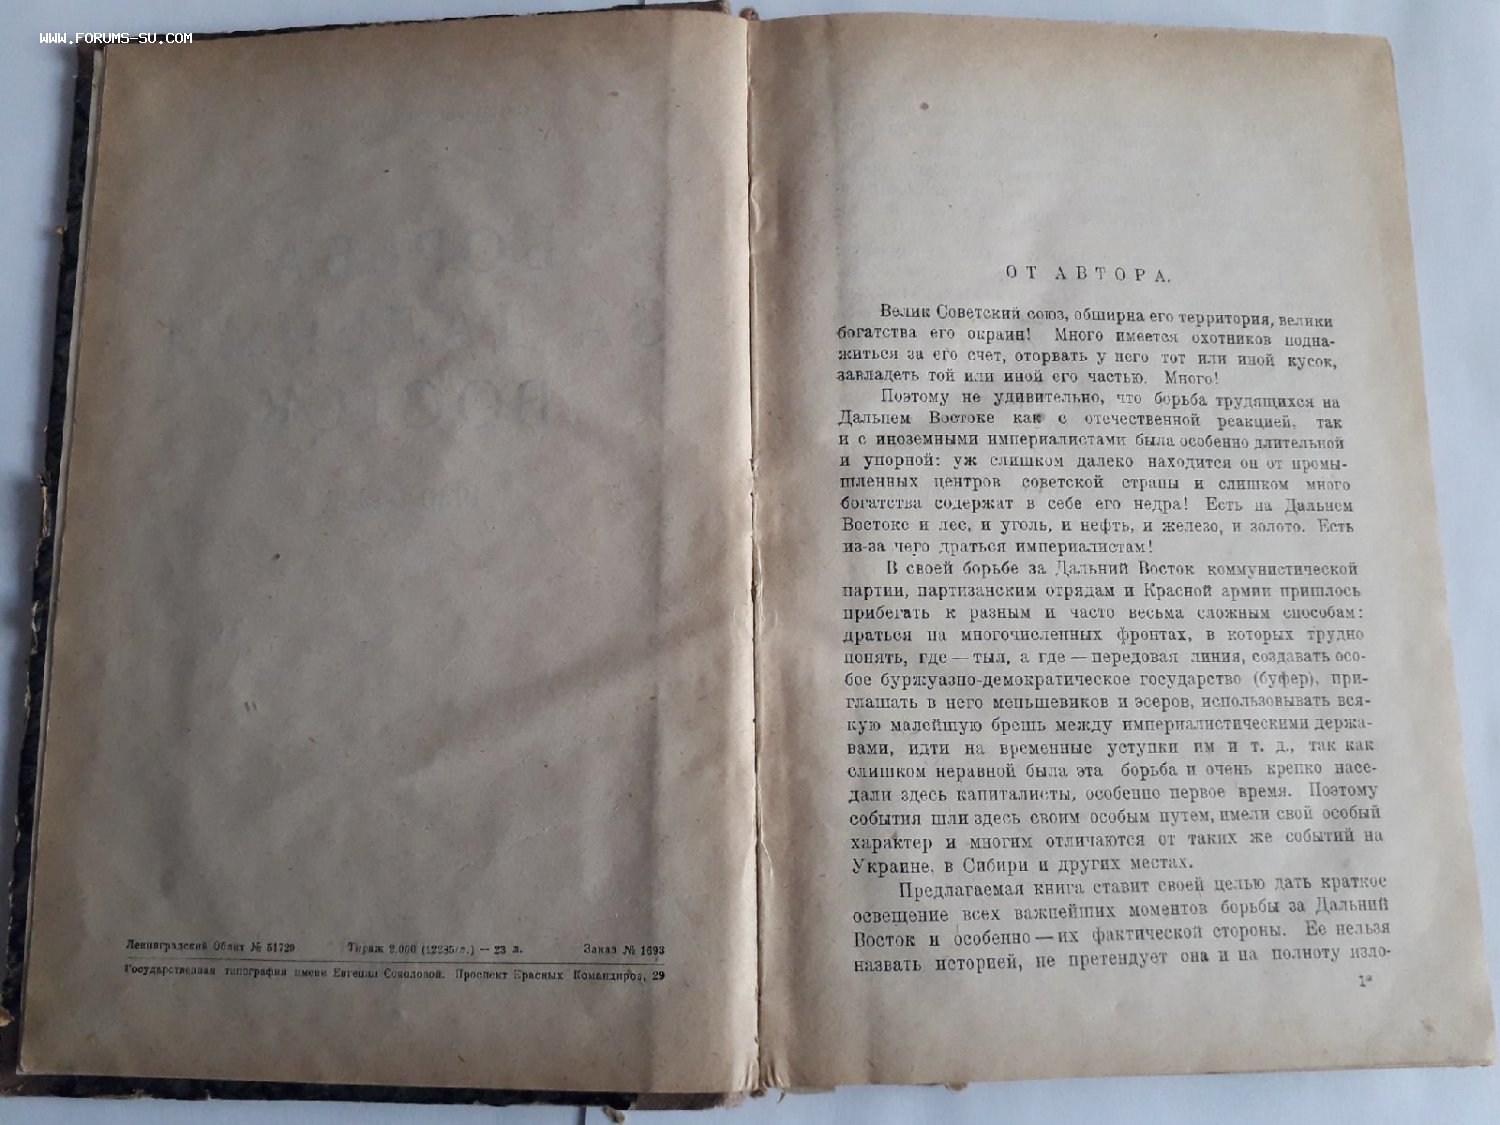 WWW.FORUMS-SU.COM
Ленинградский Облит № 51729 Тираж 2.000 (12285/л.) — 23 л. Заказ № 1693
Государственная типография имени Евгении Соколовой. Проспект Красных Командиров, 29
ОТ АВТОРА.
Велик Советский союз, обширна его территория, велики
богатства его окраин! Много имеется охотников подна-
житься за его счет, оторвать у него тот или иной кусок,
завладеть той или иной его частью. Много!
Поэтому не удивительно, что борьба трудящихся на
Дальнем Востоке как с отечественной реакцией, так
и с иноземными империалистами была особенно длительной
и упорной: уж слишком далеко находится он от промы-
шленных центров советской страны и слишком много
богатства содержат в себе его недра! Есть на Дальнем
Востоке и лес, и уголь, и нефть, и железо, и золото. Есть
из-за чего драться империалистам!
В своей борьбе за Дальний Восток коммунистической
партии, партизанским отрядам и Красной армии пришлось
прибегать к разным и часто весьма сложным способам:
драться на многочисленных фронтах, в которых трудно
понять, где — тыл, а где — передовая линия, создавать осо-
бое буржуазно-демократическое государство (буфер), при-
глашать в него меньшевиков и эсеров, использовывать вся-
кую малейшую брешь между империалистическими держа-
вами, идти на временные уступки им и т. д., так как
слишком неравной была эта борьба и очень крепко насе-
дали здесь капиталисты, особенно первое время. Поэтому
события шли здесь своим особым путем, имели свой особый
характер и многим отличаются от таких же событий на
Украине, в Сибири и других местах.
Предлагаемая книга ставит своей целью дать краткое
освещение всех важнейших моментов борьбы за Дальний
Восток и особенно — их фактической стороны. Ее нельзя
назвать историей, не претендует она и на полноту изло-
1*